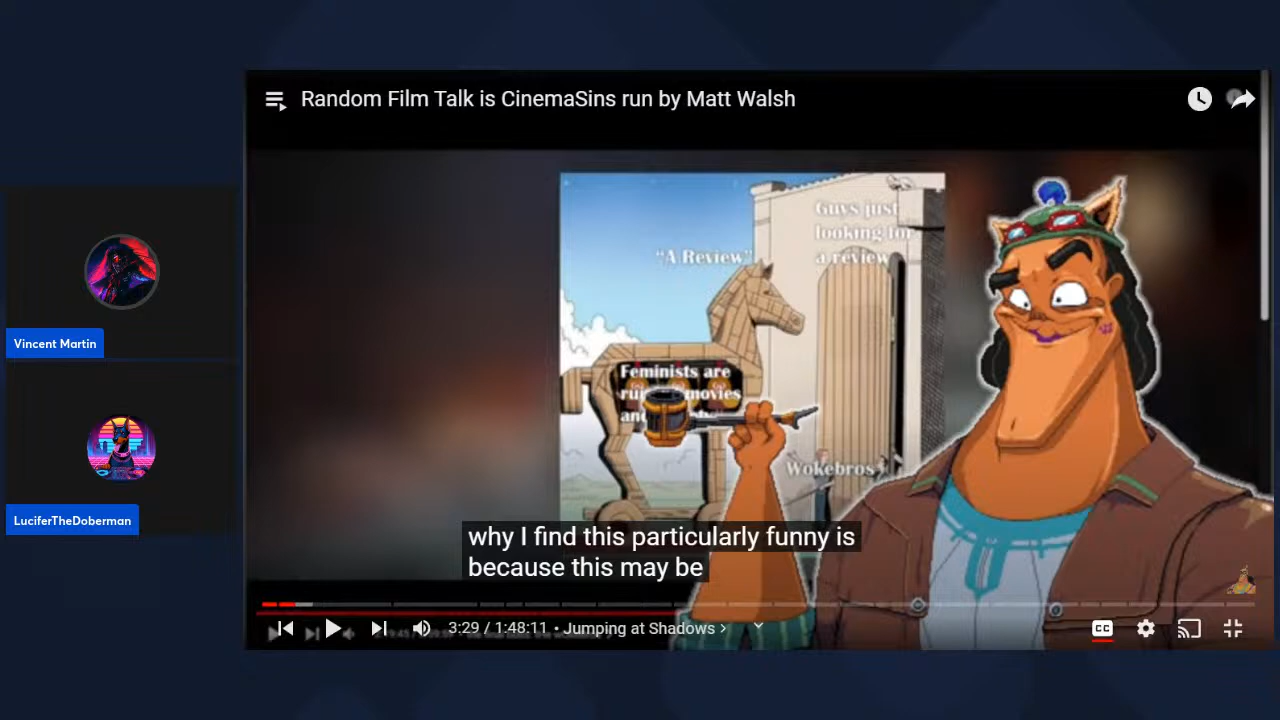 Random Film Talk is CinemaSins run by Matt Walsh
Guys just
looking for
a review
"A Review"
Feminists are
movies
Wokebros
why I find this particularly funny is
because this may be
Vincent Martin
LuciferTheDoberman
3:29 / 1:48:11 • Jumping at Shadows
CC